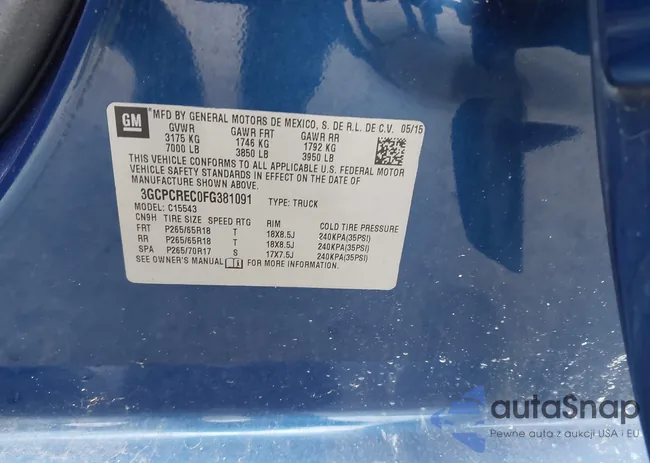 GM
*MFD BY GENERAL MOTORS DE MEXICO, S. DE R.L. DE C.V. 05/15
GVWR GAWR FRT GAWR RR
3175 KG 1746 KG 1792 KG
7000 LB 3850 LB 3950 LB
THIS VEHICLE CONFORMS TO ALL APPLICABLE U.S. FEDERAL MOTOR
VEHICLE SAFETY STANDARDS IN EFFECT ON THE DATE OF
MANUFACTURE SHOWN ABOVE.
3GCPCREC0FG381091 TYPE: TRUCK
MODEL: C15543
CN9H TIRE SIZE SPEED RTG RIM COLD TIRE PRESSURE
FRT P265/65R18 T 18X8.5J 240KPA(35PSI)
RR P265/65R18 T 18X8.5J 240KPA(35PSI)
SPA P265/70R17 S 17X7.5J 240KPA(35PSI)
SEE OWNER'S MANUAL FOR MORE INFORMATION.
autaSnap
Pewne auta z aukcji USA i EU